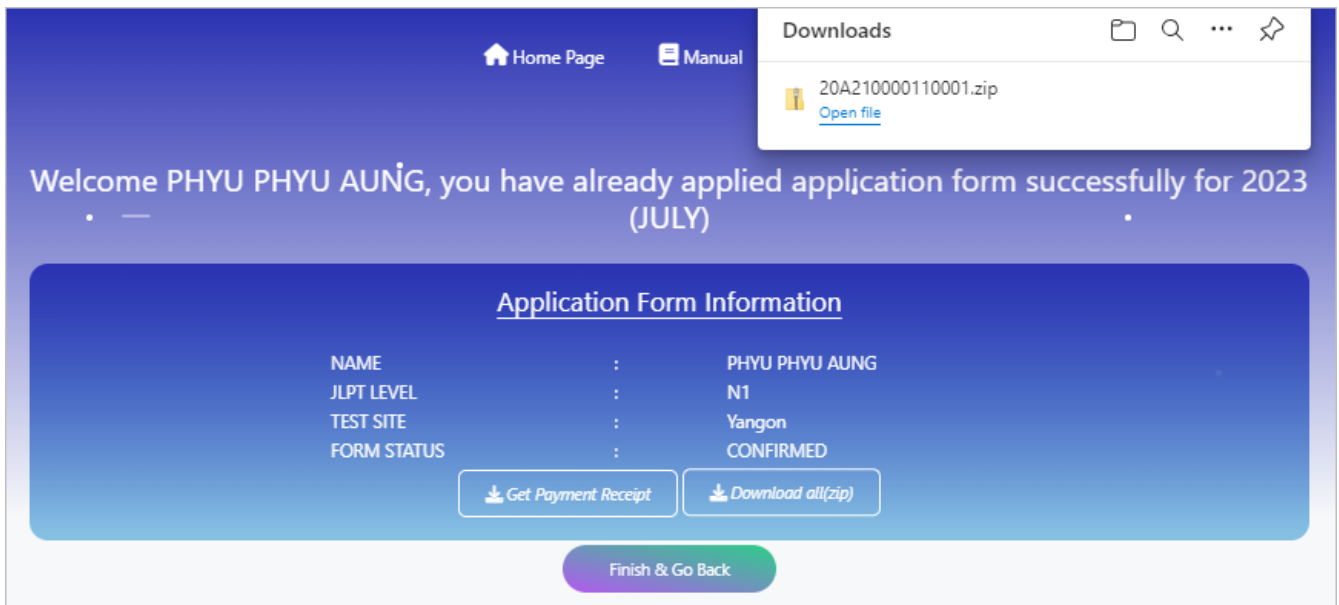 Home Page
Manual
Downloads
20A210000110001.zip
Open file
Welcome PHYU PHYU AUNG, you have already applied application form successfully for 2023
(JULY)
Application Form Information
NAME : PHYU PHYU AUNG
JLPT LEVEL : N1
TEST SITE : Yangon
FORM STATUS : CONFIRMED
Get Payment Receipt
Download all(zip)
Finish & Go Back